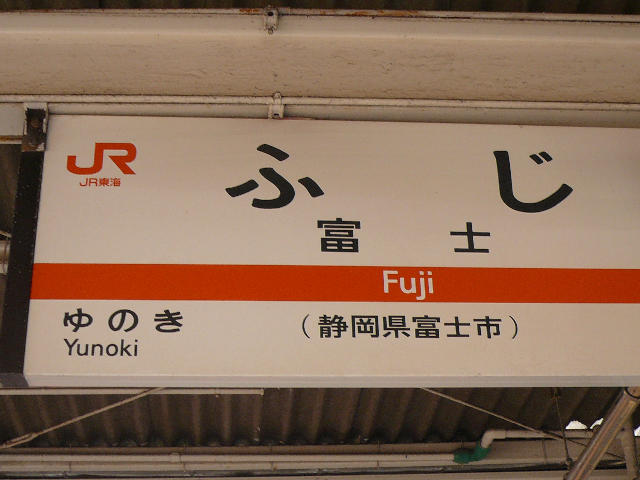 JR
JR東海
ふじ
富士
Fuji
ゆのき
Yunoki
(静岡県富士市)